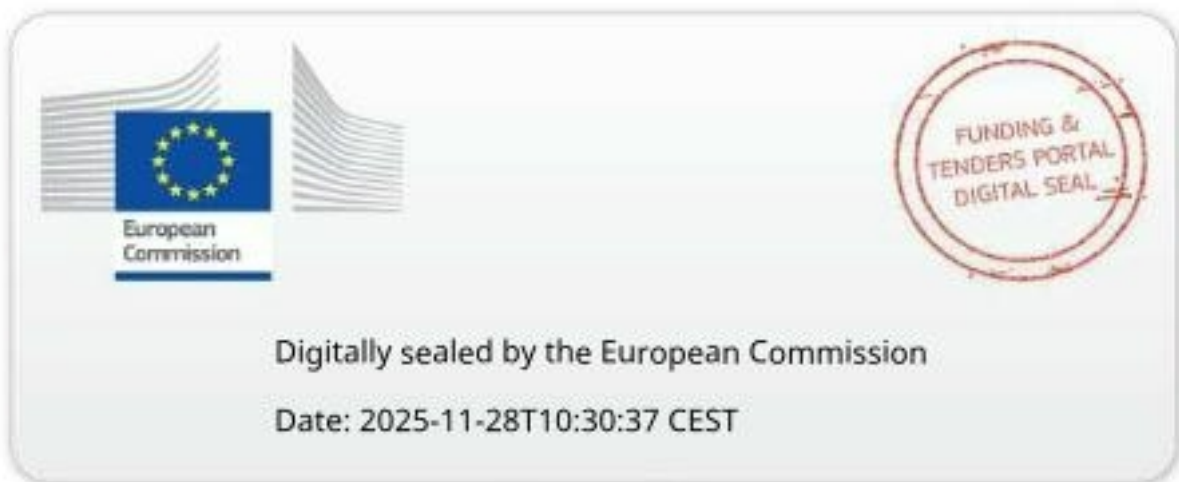 European
Commission
FUNDING &
TENDERS PORTAL
DIGITAL SEAL
Digitally sealed by the European Commission
Date: 2025-11-28T10:30:37 CEST